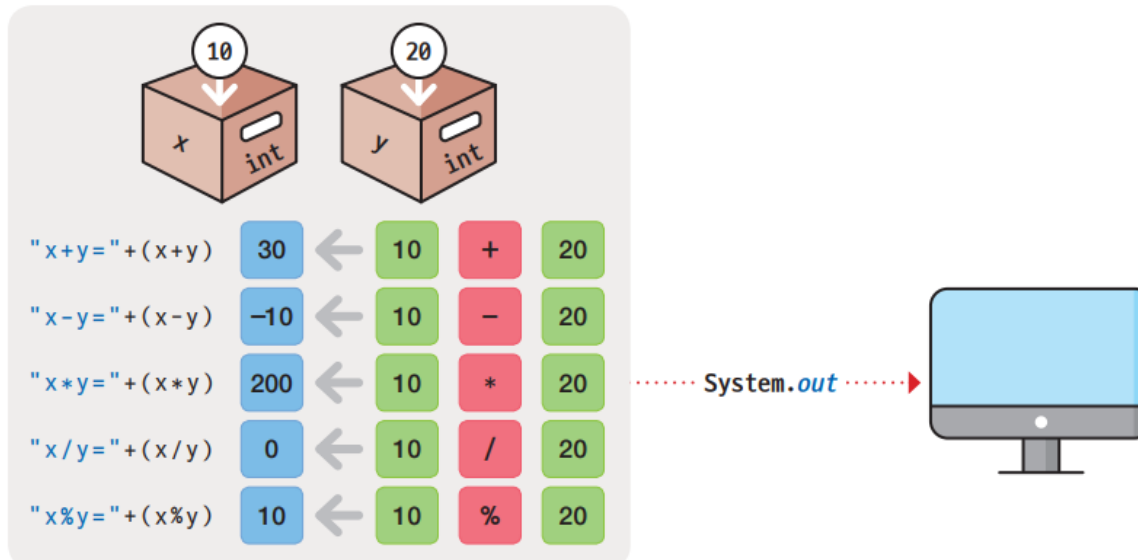 10 20
x int y int
"x+y="+(x+y) 30 10 + 20
"x-y="+(x-y) –10 10 – 20
"x*y="+(x*y) 200 10 * 20
System.out
"x/y="+(x/y) 0 10 / 20
"x%y="+(x%y) 10 10 % 20